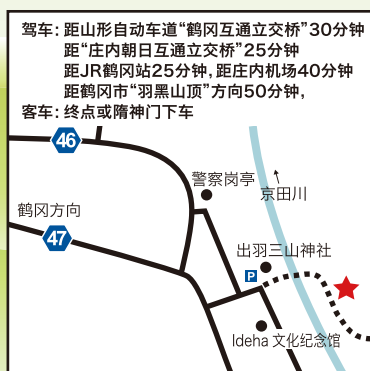 驾车: 距山形自动车道“鹤冈互通立交桥”30分钟
距“庄内朝日互通立交桥”25分钟
距JR鹤冈站25分钟, 距庄内机场40分钟
距鹤冈市“羽黑山顶”方向50分钟,
客车: 终点或隋神门下车
46
警察岗亭
京田川
鹤冈方向
47
出羽三山神社
P
Ideha 文化纪念馆